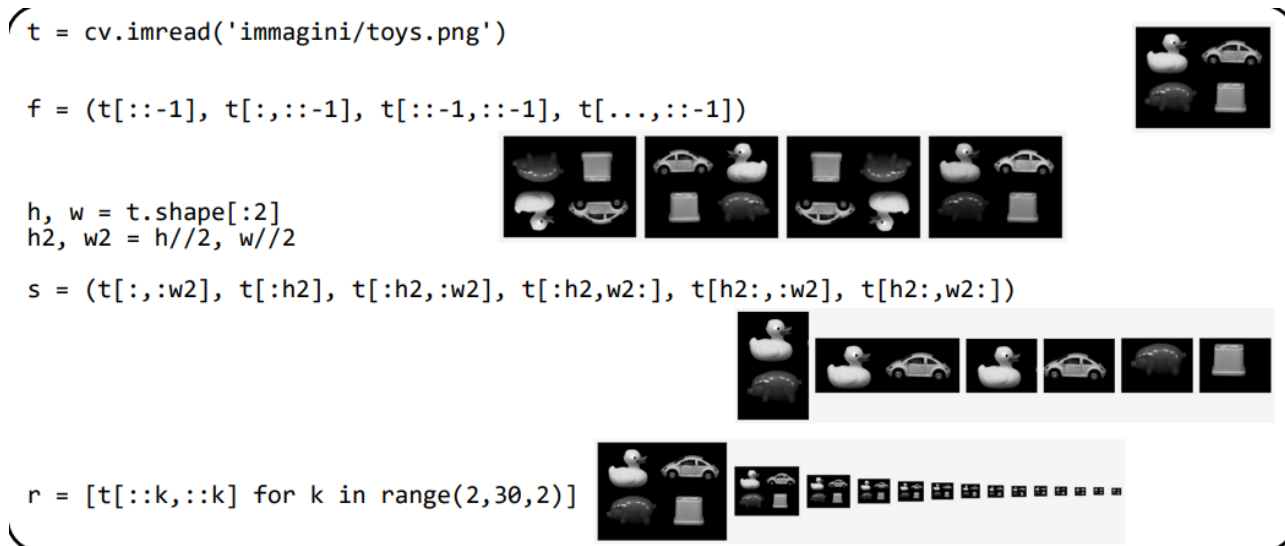 t = cv.imread('immagini/toys.png')
f = (t[::-1], t[:,::-1], t[::-1,::-1], t[...,::-1])
h, w = t.shape[:2]
h2, w2 = h//2, w//2
s = (t[:,:w2], t[:h2], t[:h2,:w2], t[:h2,w2:], t[h2:,:w2], t[h2:,w2:])
r = [t[::k,::k] for k in range(2,30,2)]